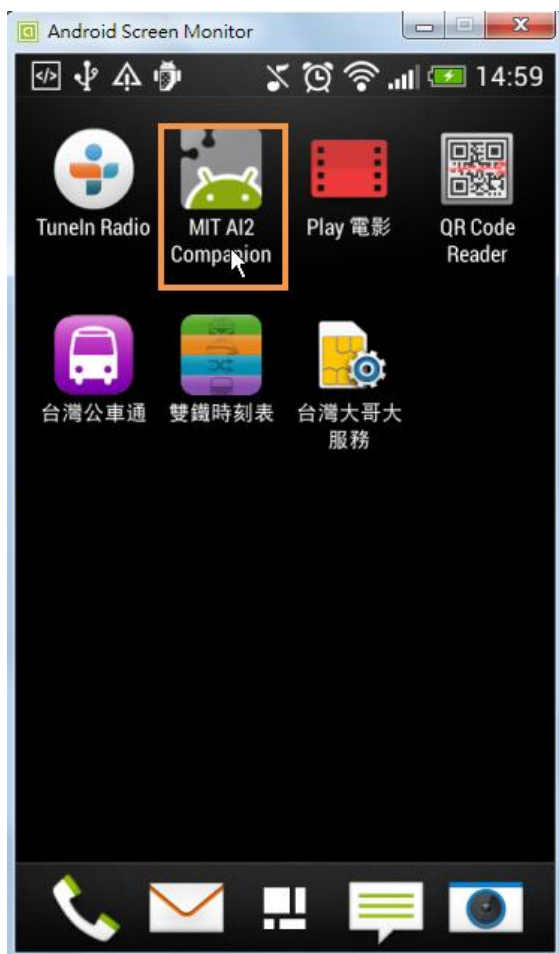 Android Screen Monitor
14:59
TuneIn Radio
MIT AI2
Companion
Play 電影
QR Code
Reader
台灣公車通
雙鐵時刻表
台灣大哥大
服務